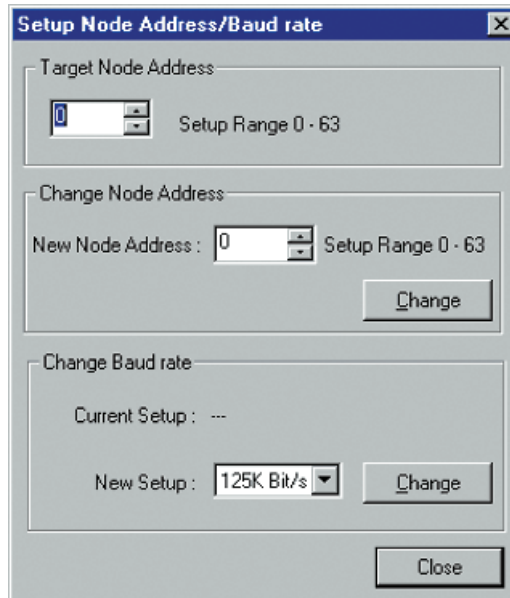 Setup Node Address/Baud rate
Target Node Address
0 Setup Range 0 - 63
Change Node Address
New Node Address : 0 Setup Range 0 - 63
Change
Change Baud rate
Current Setup : ---
New Setup : 125K Bit/s Change
Close